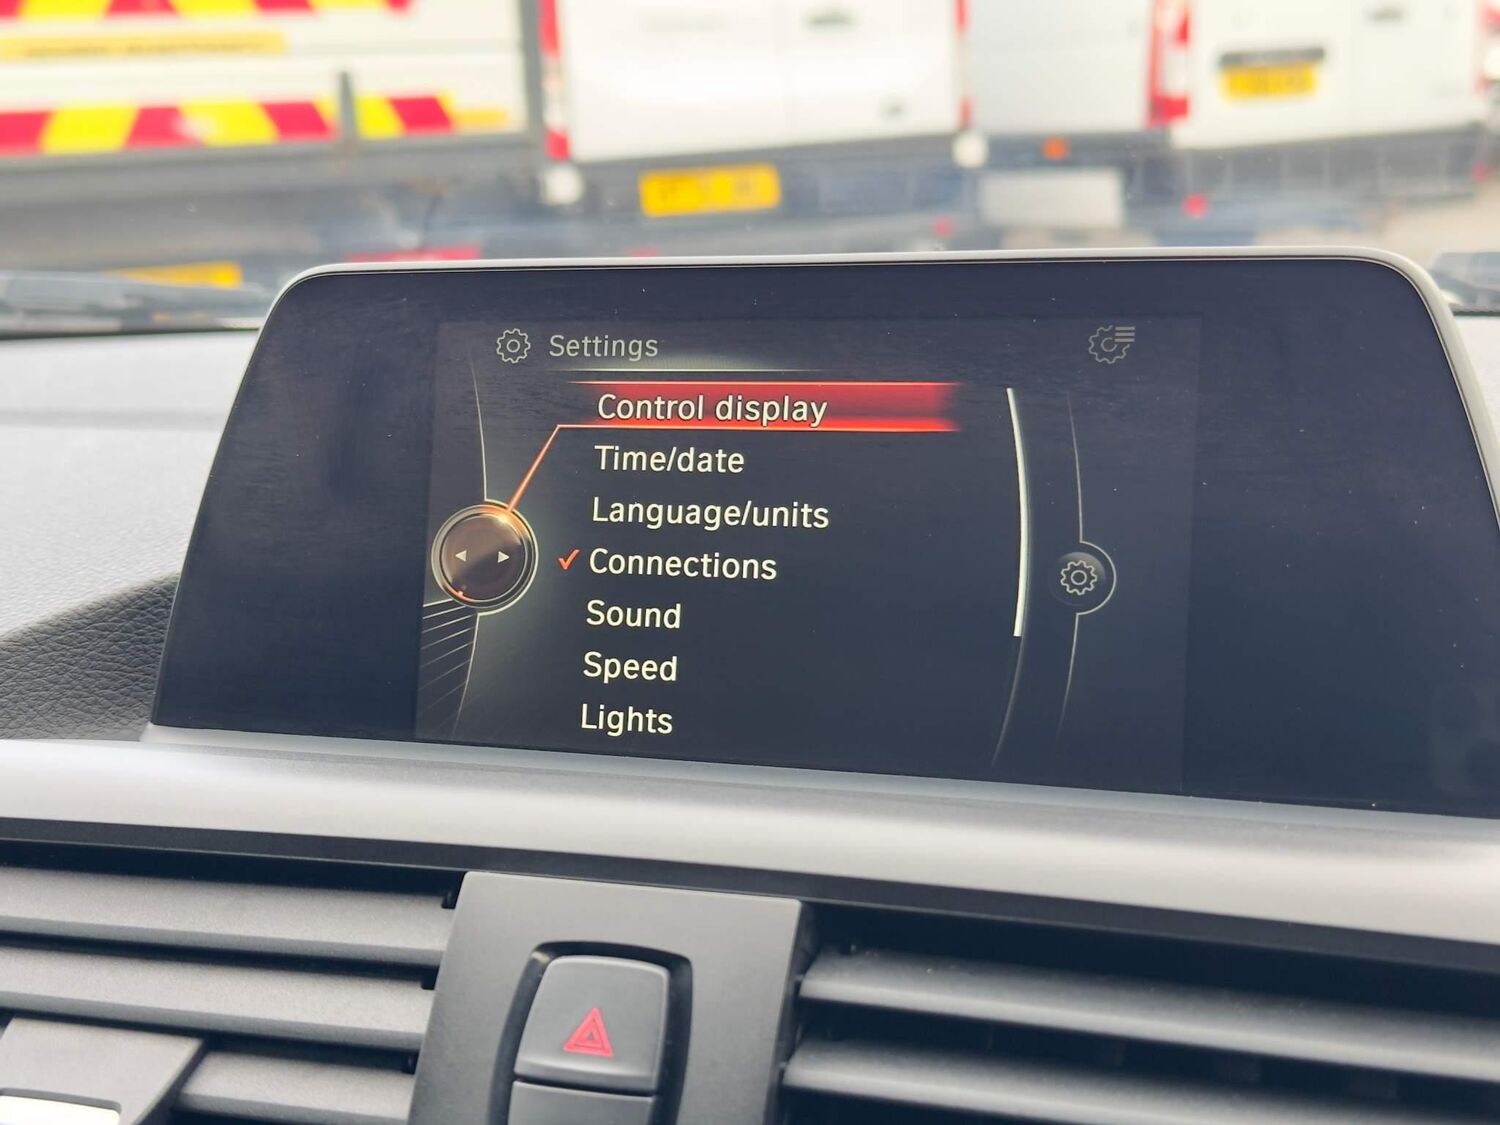 Settings
Control display
Time/date
Language/units
Connections
Sound
Speed
Lights